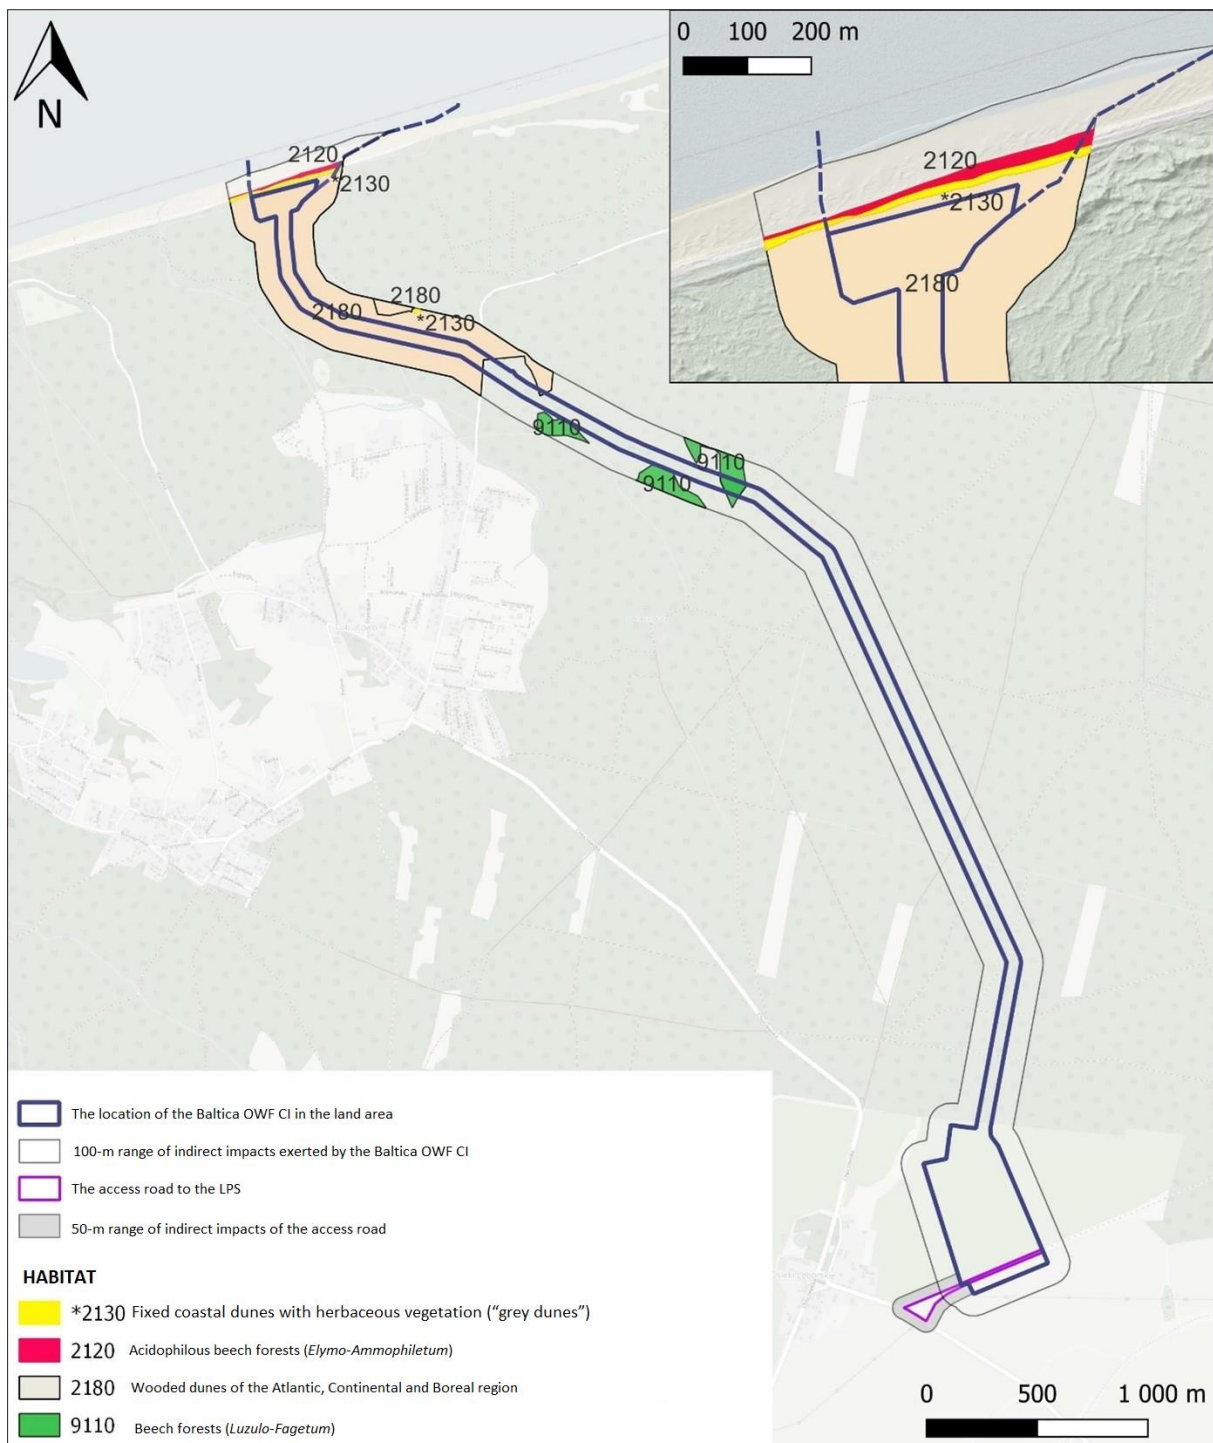 N
0 100 200 m
2120
*2130
2180
2120
*2130
2180
2180
*2130
9110
9110
9110
The location of the Baltica OWF CI in the land area
100-m range of indirect impacts exerted by the Baltica OWF CI
The access road to the LPS
50-m range of indirect impacts of the access road
HABITAT
*2130 Fixed coastal dunes with herbaceous vegetation (“grey dunes”)
2120 Acidophilous beech forests (Elymo-Ammophiletum)
2180 Wooded dunes of the Atlantic, Continental and Boreal region
9110 Beech forests (Luzulo-Fagetum)
0 500 1 000 m